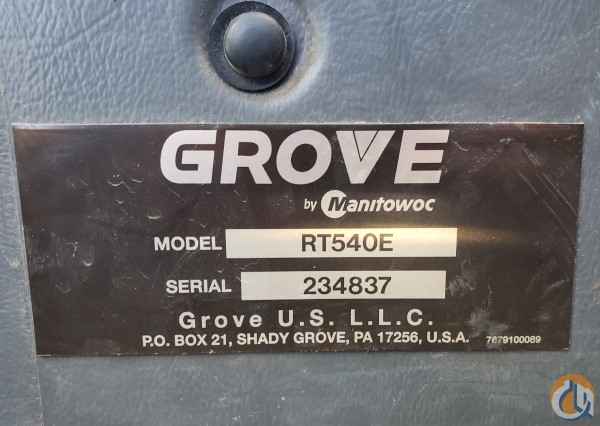 GROVE
by Manitowoc
MODEL RT540E
SERIAL 234837
Grove U.S. L.L.C.
P.O. BOX 21, SHADY GROVE, PA 17256, U.S.A. 7679100089